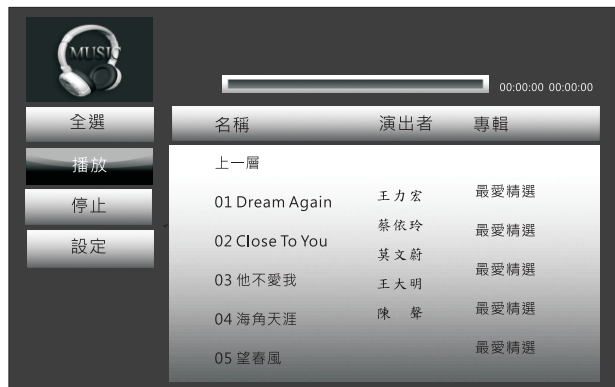 MUSIC
00:00:00 00:00:00
全選
播放
停止
設定
名稱 演出者 專輯
上一層
01 Dream Again 王力宏 最愛精選
02 Close To You 蔡依玲 最愛精選
03 他不愛我 莫文蔚 最愛精選
04 海角天涯 王大明 最愛精選
05 望春風 陳 聲 最愛精選